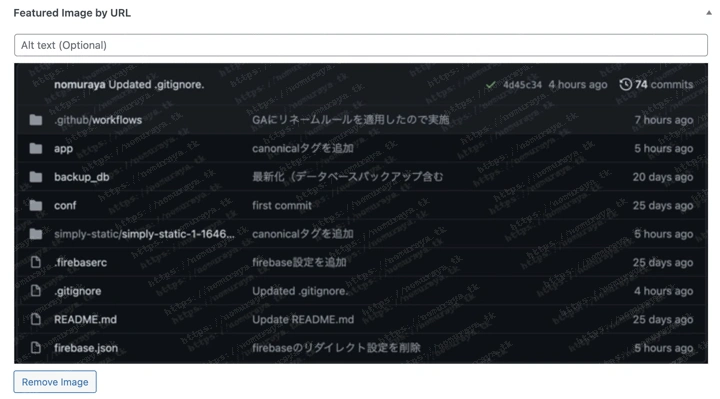 Featured Image by URL
Alt text (Optional)
nomuraya Updated .gitignore. 4d45c34 4 hours ago 74 commits
.github/workflows GAにリネームルールを適用したので実施 7 hours ago
app canonicalタグを追加 5 hours ago
backup_db 最新化（データベースバックアップ含む 20 days ago
conf first commit 25 days ago
simply-static/simply-static-1-1646... canonicalタグを追加 5 hours ago
.firebaserc firebase設定を追加 25 days ago
.gitignore Updated .gitignore. 4 hours ago
README.md Update README.md 25 days ago
firebase.json firebaseのリダイレクト設定を削除 5 hours ago
https://nomuraya.tk
Remove Image